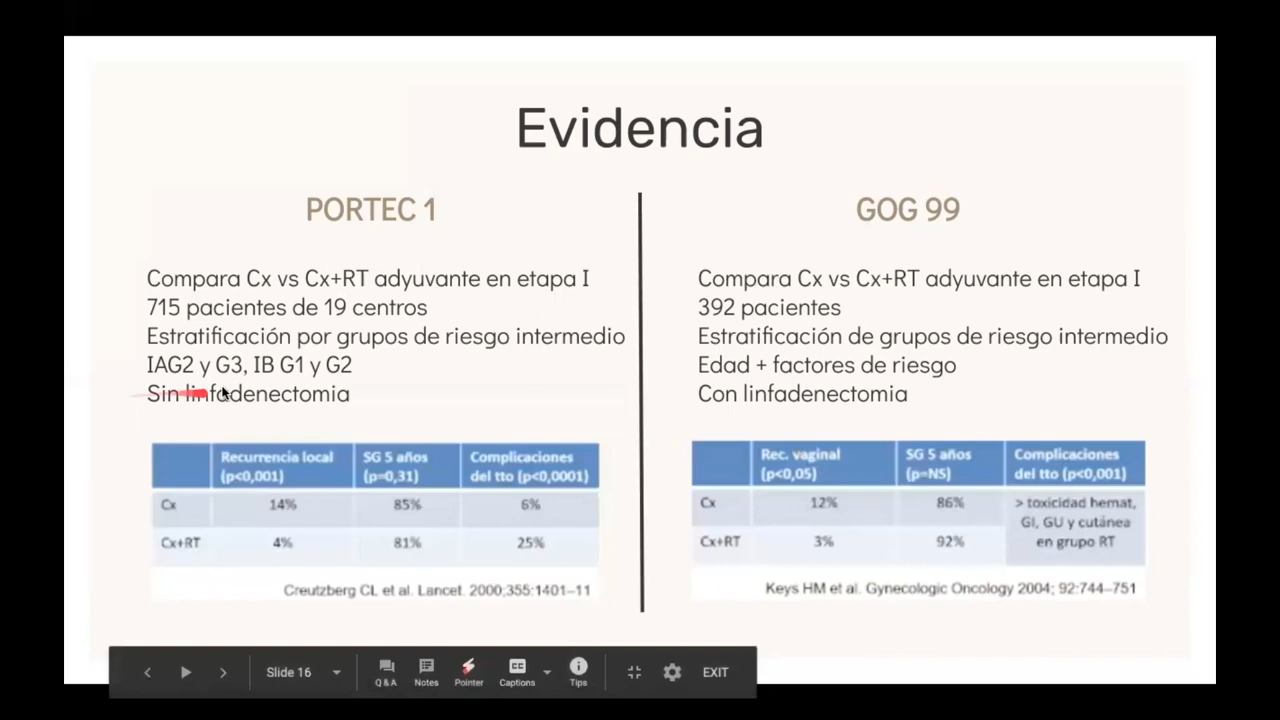 Evidencia
PORTEC 1
Compara Cx vs Cx+RT adyuvante en etapa I
715 pacientes de 19 centros
Estratificación por grupos de riesgo intermedio
IAG2 y G3, IB G1 y G2
Sin linfadenectomia
Recurrencia local (p<0,001) SG 5 años (p=0,31) Complicaciones del tto (p<0,0001)
Cx 14% 85% 6%
Cx+RT 4% 81% 25%
Creutzberg CL et al. Lancet. 2000;355:1401–11
GOG 99
Compara Cx vs Cx+RT adyuvante en etapa I
392 pacientes
Estratificación de grupos de riesgo intermedio
Edad + factores de riesgo
Con linfadenectomia
Rec. vaginal (p<0,05) SG 5 años (p=NS) Complicaciones del tto (p<0,001)
Cx 12% 86% > toxicidad hemat, GI, GU y cutánea en grupo RT
Cx+RT 3% 92%
Keys HM et al. Gynecologic Oncology 2004; 92:744–751
Slide 16 Q&A Notes Pointer Captions Tips EXIT